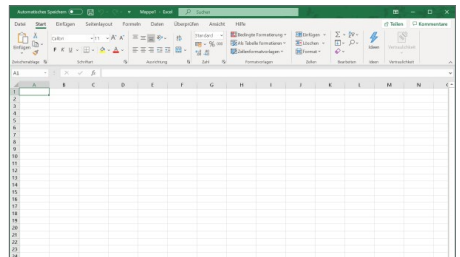 Automatisches Speichern
Mappe1 - Excel
Suchen
Datei Start Einfügen Seitenlayout Formeln Daten Überprüfen Ansicht Hilfe
Teilen Kommentare
Einfügen
Calibri 11 A A
F K U A
Standard
% 000
Bedingte Formatierung
Als Tabelle formatieren
Zellenformatvorlagen
Einfügen
Löschen
Format
Ideen
Vertraulichkeit
Zwischenablage Schriftart Ausrichtung Zahl Formatvorlagen Zellen Bearbeiten Ideen Vertraulichkeit
A1 fx
A B C D E F G H I J K L M N
1
2
3
4
5
6
7
8
9
10
11
12
13
14
15
16
17
18
19
20
21
22
23
24